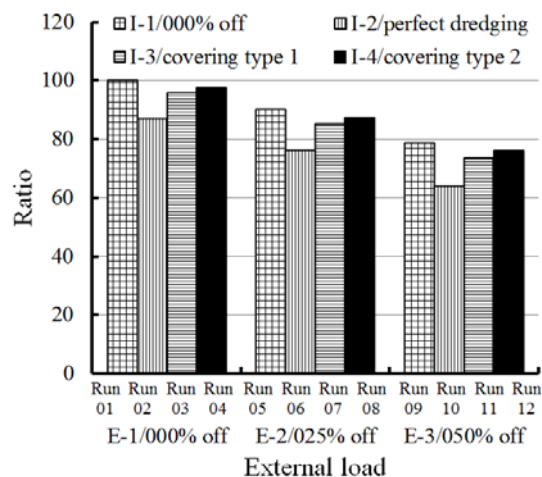 120
I-1/000% off I-2/perfect dredging
I-3/covering type 1 I-4/covering type 2
100
80
60
40
20
0
Ratio
Run Run Run Run Run Run Run Run Run Run Run Run
01 02 03 04 05 06 07 08 09 10 11 12
E-1/000% off E-2/025% off E-3/050% off
External load